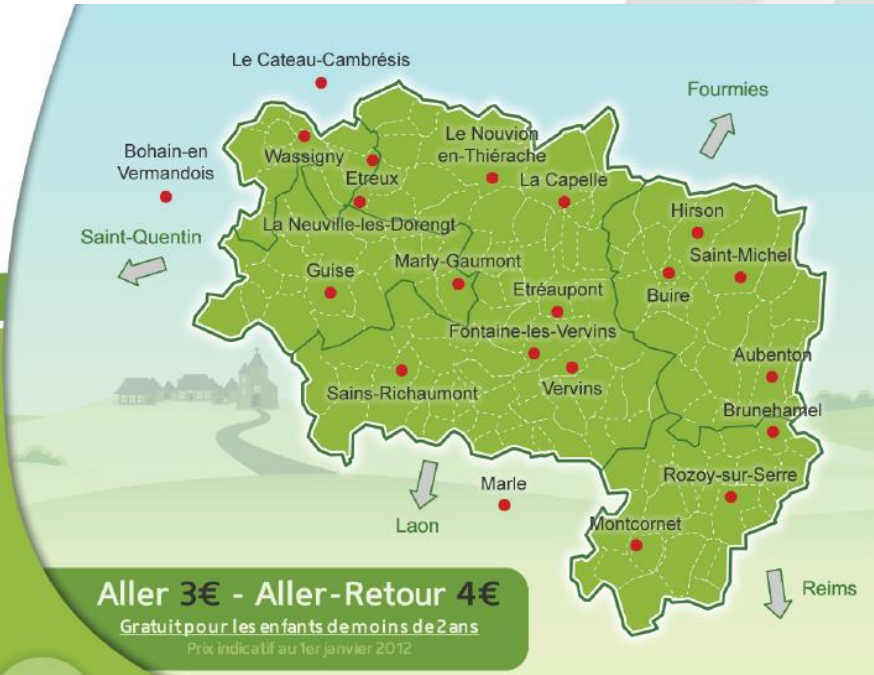 Le Cateau-Cambrésis
Fourmies
Bohain-en
Vermandois
Wassigny
Etreux
Le Nouvion
en-Thiérache
La Capelle
La Neuville-les-Dorengt
Hirson
Saint-Quentin
Guise
Marly-Gaumont
Saint-Michel
Buire
Etréaupont
Fontaine-les-Vervins
Vervins
Sains-Richaumont
Aubenton
Brunehamel
Marle
Rozoy-sur-Serre
Laon
Montcornet
Reims
Aller 3€ - Aller-Retour 4€
Gratuit pour les enfants de moins de 2 ans
Prix indicatif au 1er janvier 2012